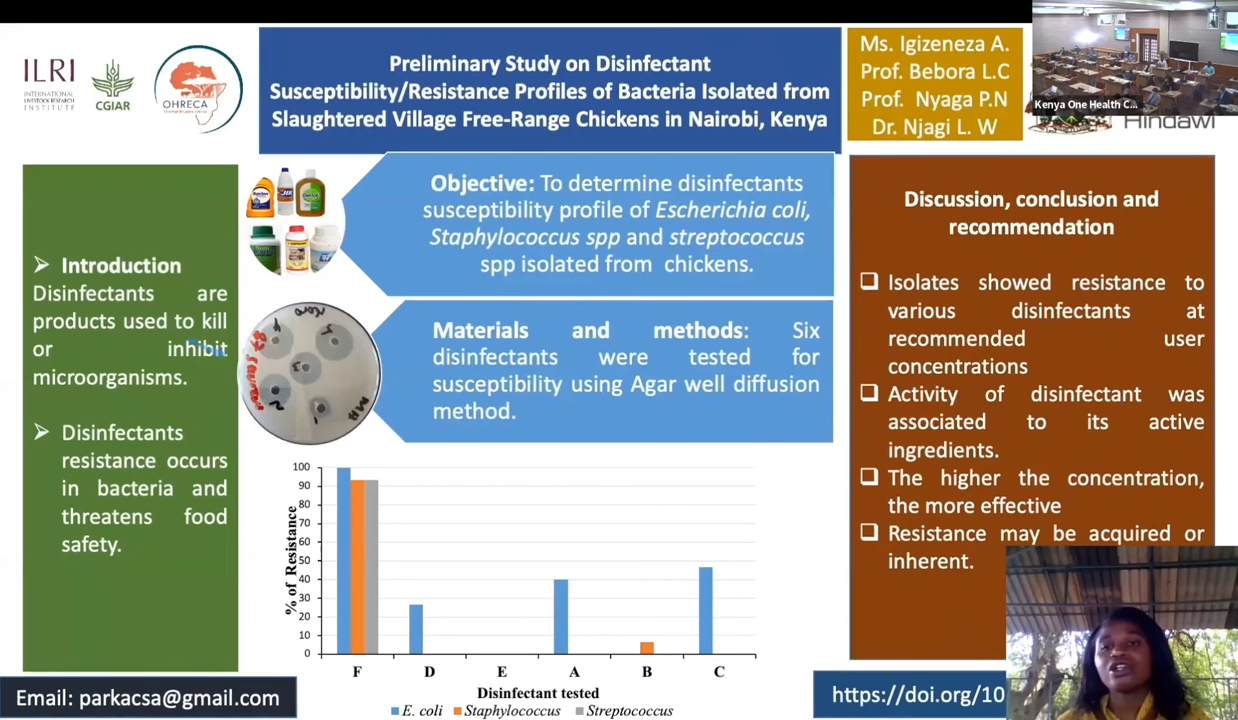 ILRI
INTERNATIONAL
LIVESTOCK RESEARCH
INSTITUTE
CGIAR
OHRECA
Preliminary Study on Disinfectant
Susceptibility/Resistance Profiles of Bacteria Isolated from
Slaughtered Village Free-Range Chickens in Nairobi, Kenya
Ms. Igizeneza A.
Prof. Bebora L.C
Prof. Nyaga P.N
Dr. Njagi L. W
Kenya One Health C...
Hindawi
➢ Introduction
Disinfectants are
products used to kill
or inhibit
microorganisms.
➢ Disinfectants
resistance occurs
in bacteria and
threatens food
safety.
Objective: To determine disinfectants
susceptibility profile of Escherichia coli,
Staphylococcus spp and streptococcus
spp isolated from chickens.
Materials and methods: Six
disinfectants were tested for
susceptibility using Agar well diffusion
method.
% of Resistance
100
90
80
70
60
50
40
30
20
10
0
F D E A B C
Disinfectant tested
E. coli Staphylococcus Streptococcus
Discussion, conclusion and
recommendation
❑ Isolates showed resistance to
various disinfectants at
recommended user
concentrations
❑ Activity of disinfectant was
associated to its active
ingredients.
❑ The higher the concentration,
the more effective
❑ Resistance may be acquired or
inherent.
Email: parkacsa@gmail.com
https://doi.org/10